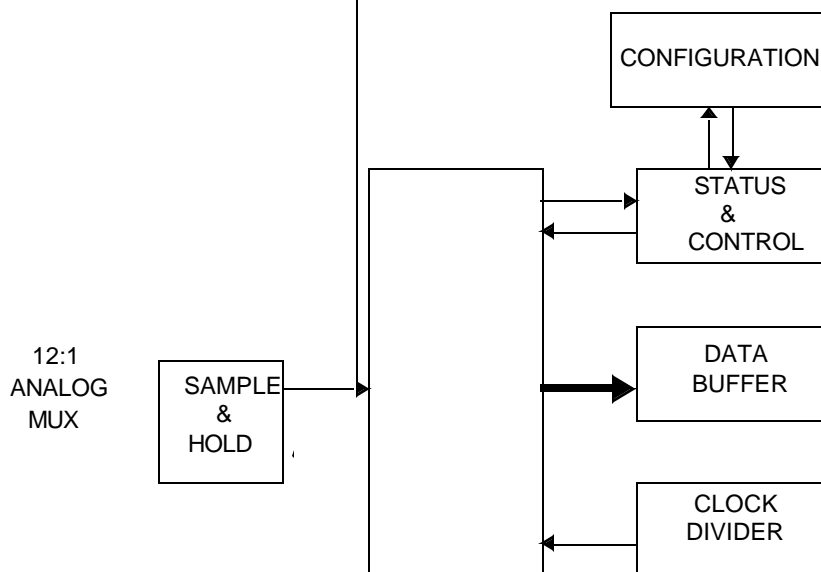 CONFIGURATION
STATUS
&
CONTROL
12:1
ANALOG
MUX
SAMPLE
&
HOLD
DATA
BUFFER
CLOCK
DIVIDER